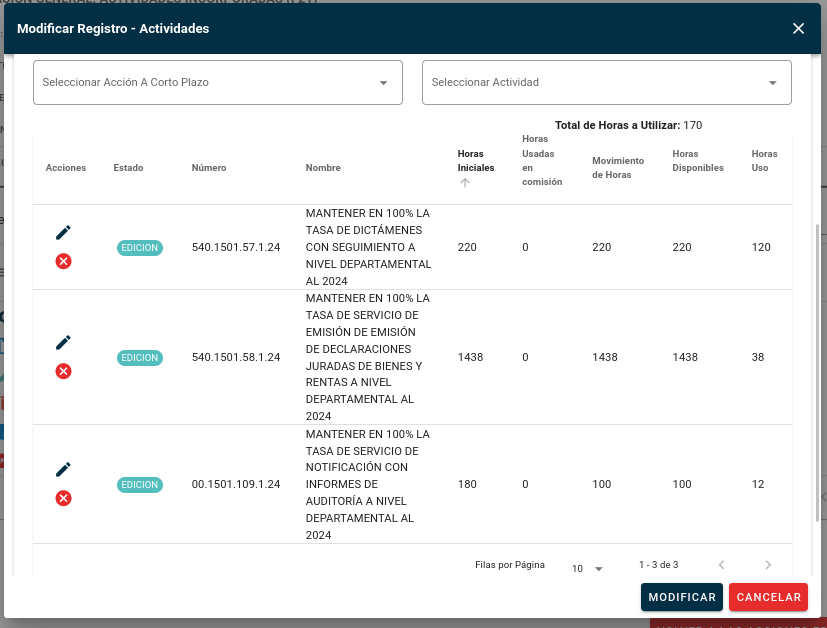 Modificar Registro - Actividades
Seleccionar Acción A Corto Plazo
Seleccionar Actividad
Total de Horas a Utilizar: 170
Acciones
Estado
Número
Nombre
Horas
Iniciales
Horas
Usadas
en
comisión
Movimiento
de Horas
Horas
Disponibles
Horas
Uso
EDICION
540.1501.57.1.24
MANTENER EN 100% LA
TASA DE DICTÁMENES
CON SEGUIMIENTO A
NIVEL DEPARTAMENTAL
AL 2024
220
0
220
220
120
EDICION
540.1501.58.1.24
MANTENER EN 100% LA
TASA DE SERVICIO DE
EMISIÓN DE EMISIÓN
DE DECLARACIONES
JURADAS DE BIENES Y
RENTAS A NIVEL
DEPARTAMENTAL AL
2024
1438
0
1438
1438
38
EDICION
00.1501.109.1.24
MANTENER EN 100% LA
TASA DE SERVICIO DE
NOTIFICACIÓN CON
INFORMES DE
AUDITORÍA A NIVEL
DEPARTAMENTAL AL
2024
180
0
100
100
12
Filas por Página
10
1 - 3 de 3
MODIFICAR
CANCELAR